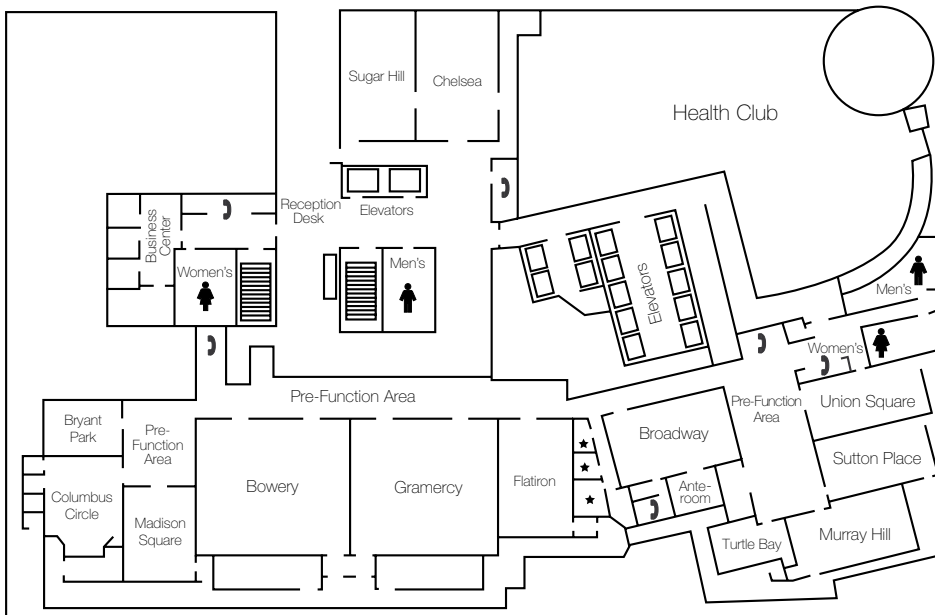 Sugar Hill
Chelsea
Health Club
Reception
Desk
Elevators
Business
Center
Women's
Men's
Elevators
Men's
Women's
Pre-Function Area
Pre-Function
Area
Union Square
Bryant
Park
Pre-
Function
Area
Broadway
Sutton Place
Bowery
Gramercy
Flatiron
Ante-
room
Columbus
Circle
Madison
Square
Turtle Bay
Murray Hill